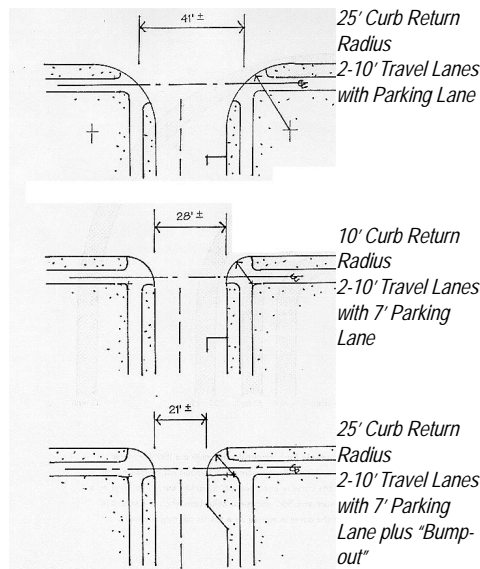 41' ±
25' Curb Return
Radius
2-10' Travel Lanes
with Parking Lane
28' ±
10' Curb Return
Radius
2-10' Travel Lanes
with 7' Parking
Lane
21' ±
25' Curb Return
Radius
2-10' Travel Lanes
with 7' Parking
Lane plus “Bump-
out”